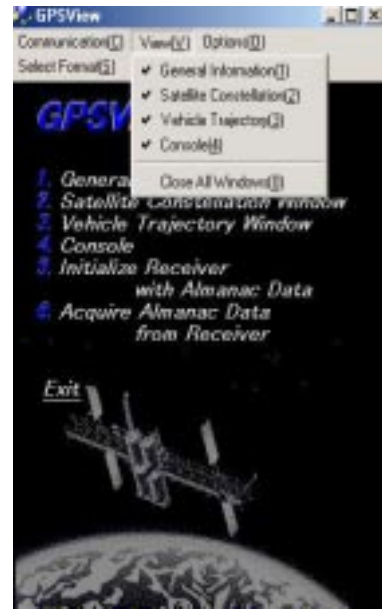 GPSView
Communication(C) View(V) Options(O)
Select Format(S)
General Information(1)
Satellite Constellation(2)
Vehicle Trajectory(3)
Console(4)
Close All Windows(0)
GPSV
1. Genera
2. Satellite Constellation Window
3. Vehicle Trajectory Window
4. Console
5. Initialize Receiver
with Almanac Data
6. Acquire Almanac Data
from Receiver
Exit